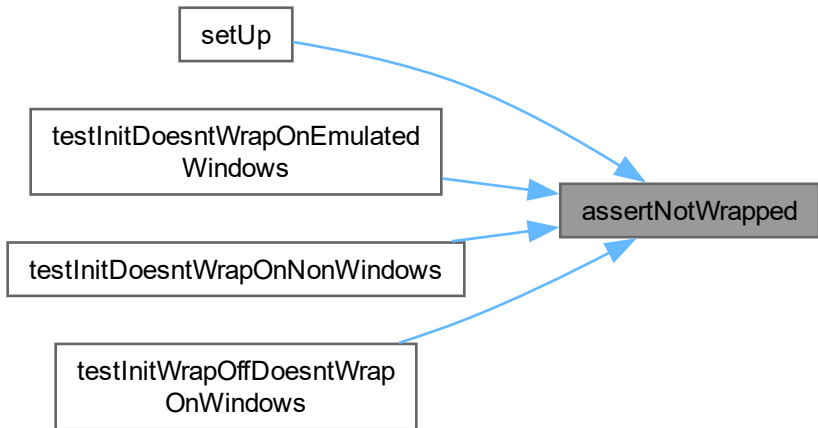 setUp
testInitDoesntWrapOnEmulated
Windows
assertNotWrapped
testInitDoesntWrapOnNonWindows
testInitWrapOffDoesntWrap
OnWindows